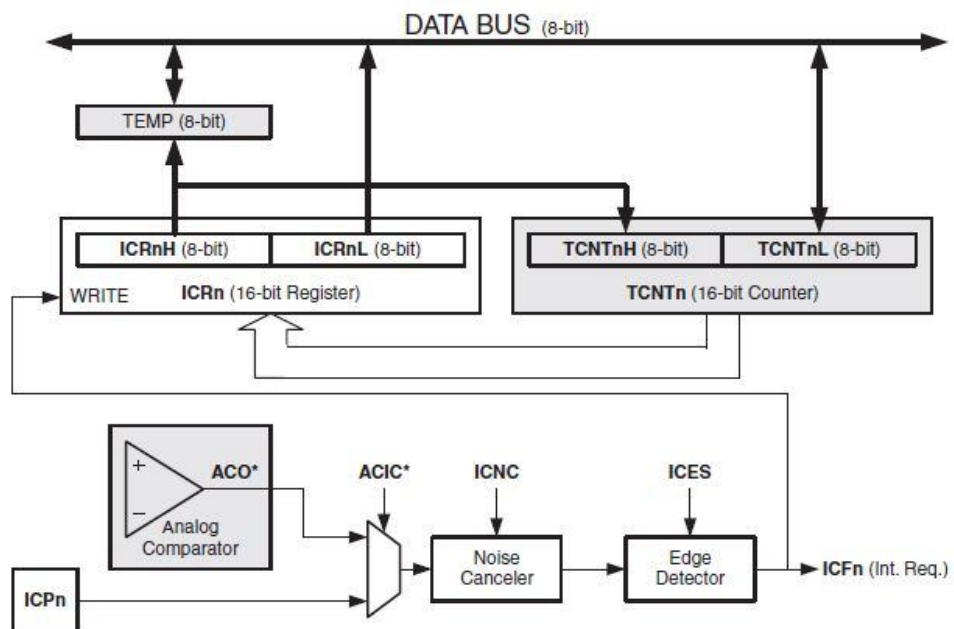 DATA BUS (8-bit)
TEMP (8-bit)
ICRnH (8-bit) ICRnL (8-bit) TCNTnH (8-bit) TCNTnL (8-bit)
WRITE ICRn (16-bit Register) TCNTn (16-bit Counter)
+
ACO* ACIC* ICNC ICES
−
Analog
Comparator
Noise
Canceler
Edge
Detector
ICFn (Int. Req.)
ICPn